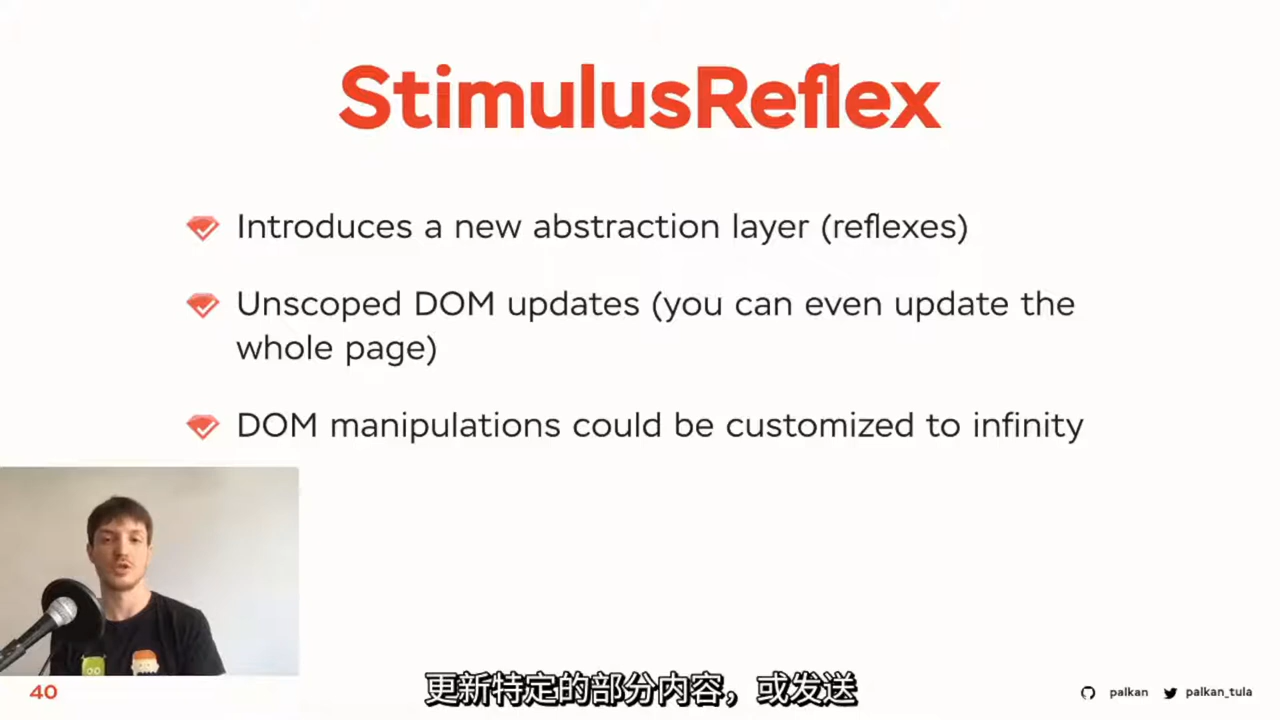 StimulusReflex
Introduces a new abstraction layer (reflexes)
Unscoped DOM updates (you can even update the
whole page)
DOM manipulations could be customized to infinity
更新特定的部分内容，或发送
40
palkan
palkan_tula